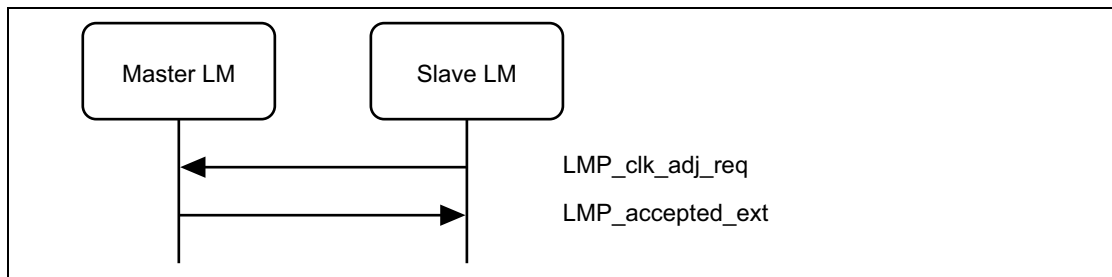 Master LM
Slave LM
LMP_clk_adj_req
LMP_accepted_ext